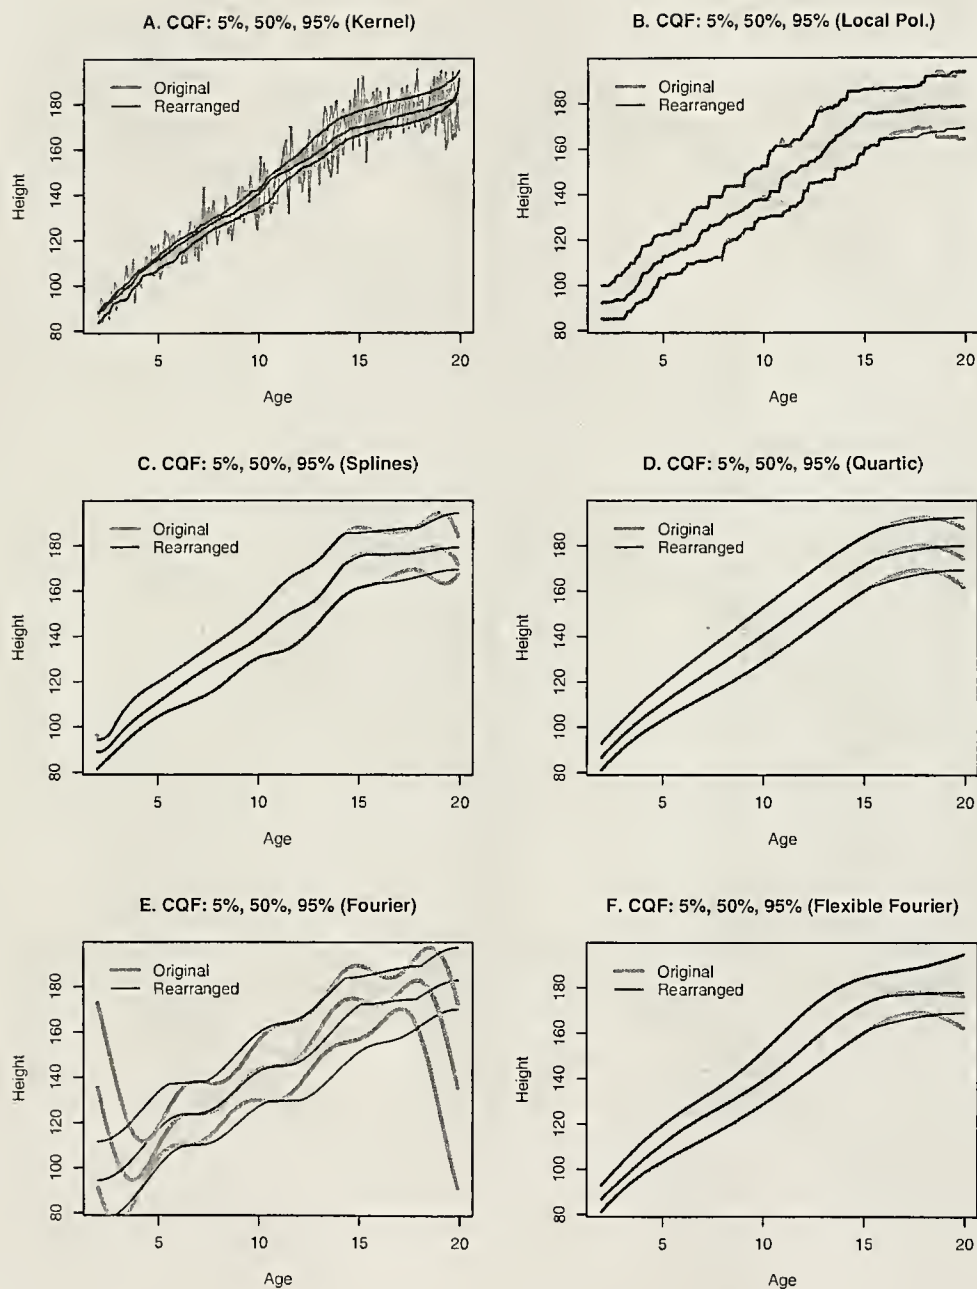 A. CQF: 5%, 50%, 95% (Kernel)
Original
Rearranged
Height
80 100 120 140 160 180
5 10 15 20
Age
B. CQF: 5%, 50%, 95% (Local Pol.)
Original
Rearranged
Height
80 100 120 140 160 180
5 10 15 20
Age
C. CQF: 5%, 50%, 95% (Splines)
Original
Rearranged
Height
80 100 120 140 160 180
5 10 15 20
Age
D. CQF: 5%, 50%, 95% (Quartic)
Original
Rearranged
Height
80 100 120 140 160 180
5 10 15 20
Age
E. CQF: 5%, 50%, 95% (Fourier)
Original
Rearranged
Height
80 100 120 140 160 180
5 10 15 20
Age
F. CQF: 5%, 50%, 95% (Flexible Fourier)
Original
Rearranged
Height
80 100 120 140 160 180
5 10 15 20
Age